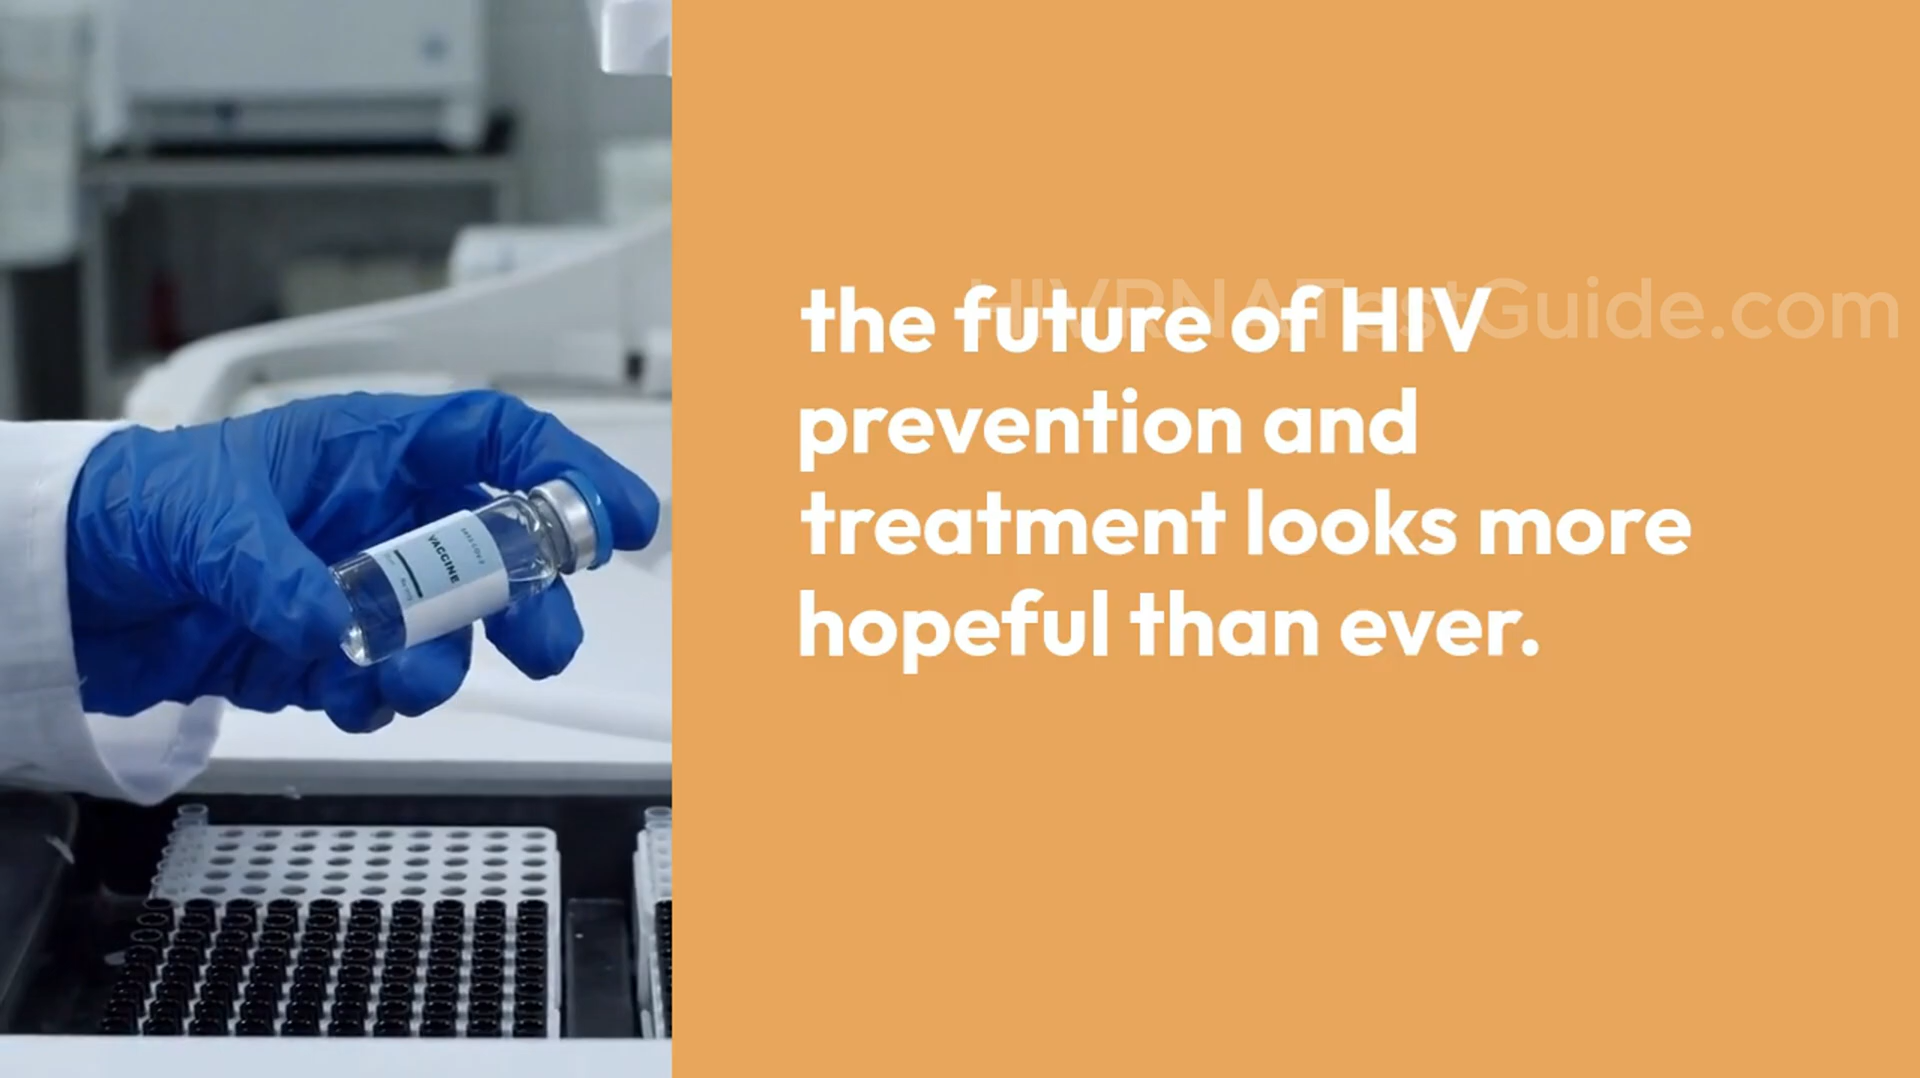 HIVRNATestGuide.com
the future of HIV
prevention and
treatment looks more
hopeful than ever.
VACCINE